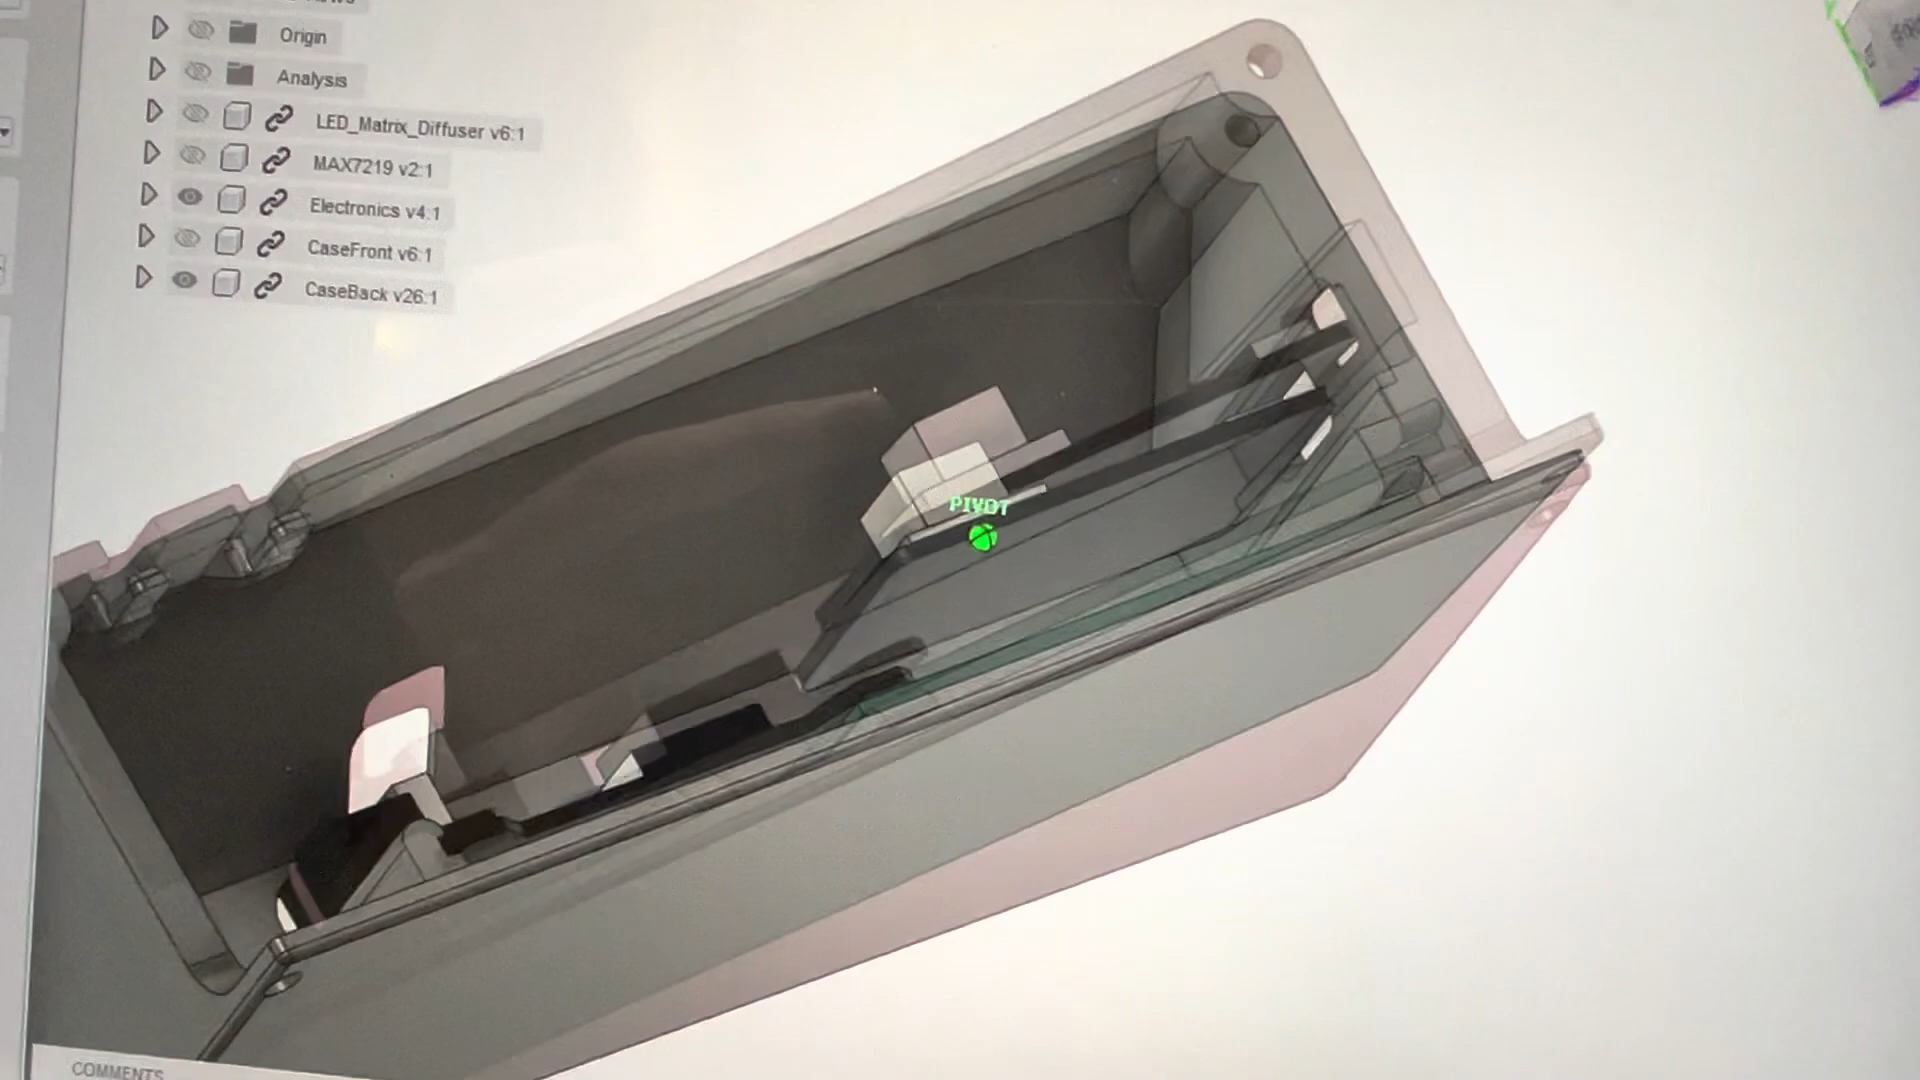 Origin
Analysis
LED_Matrix_Diffuser v6:1
MAX7219 v2:1
Electronics v4:1
CaseFront v6:1
CaseBack v26:1
PIVOT
COMMENTS